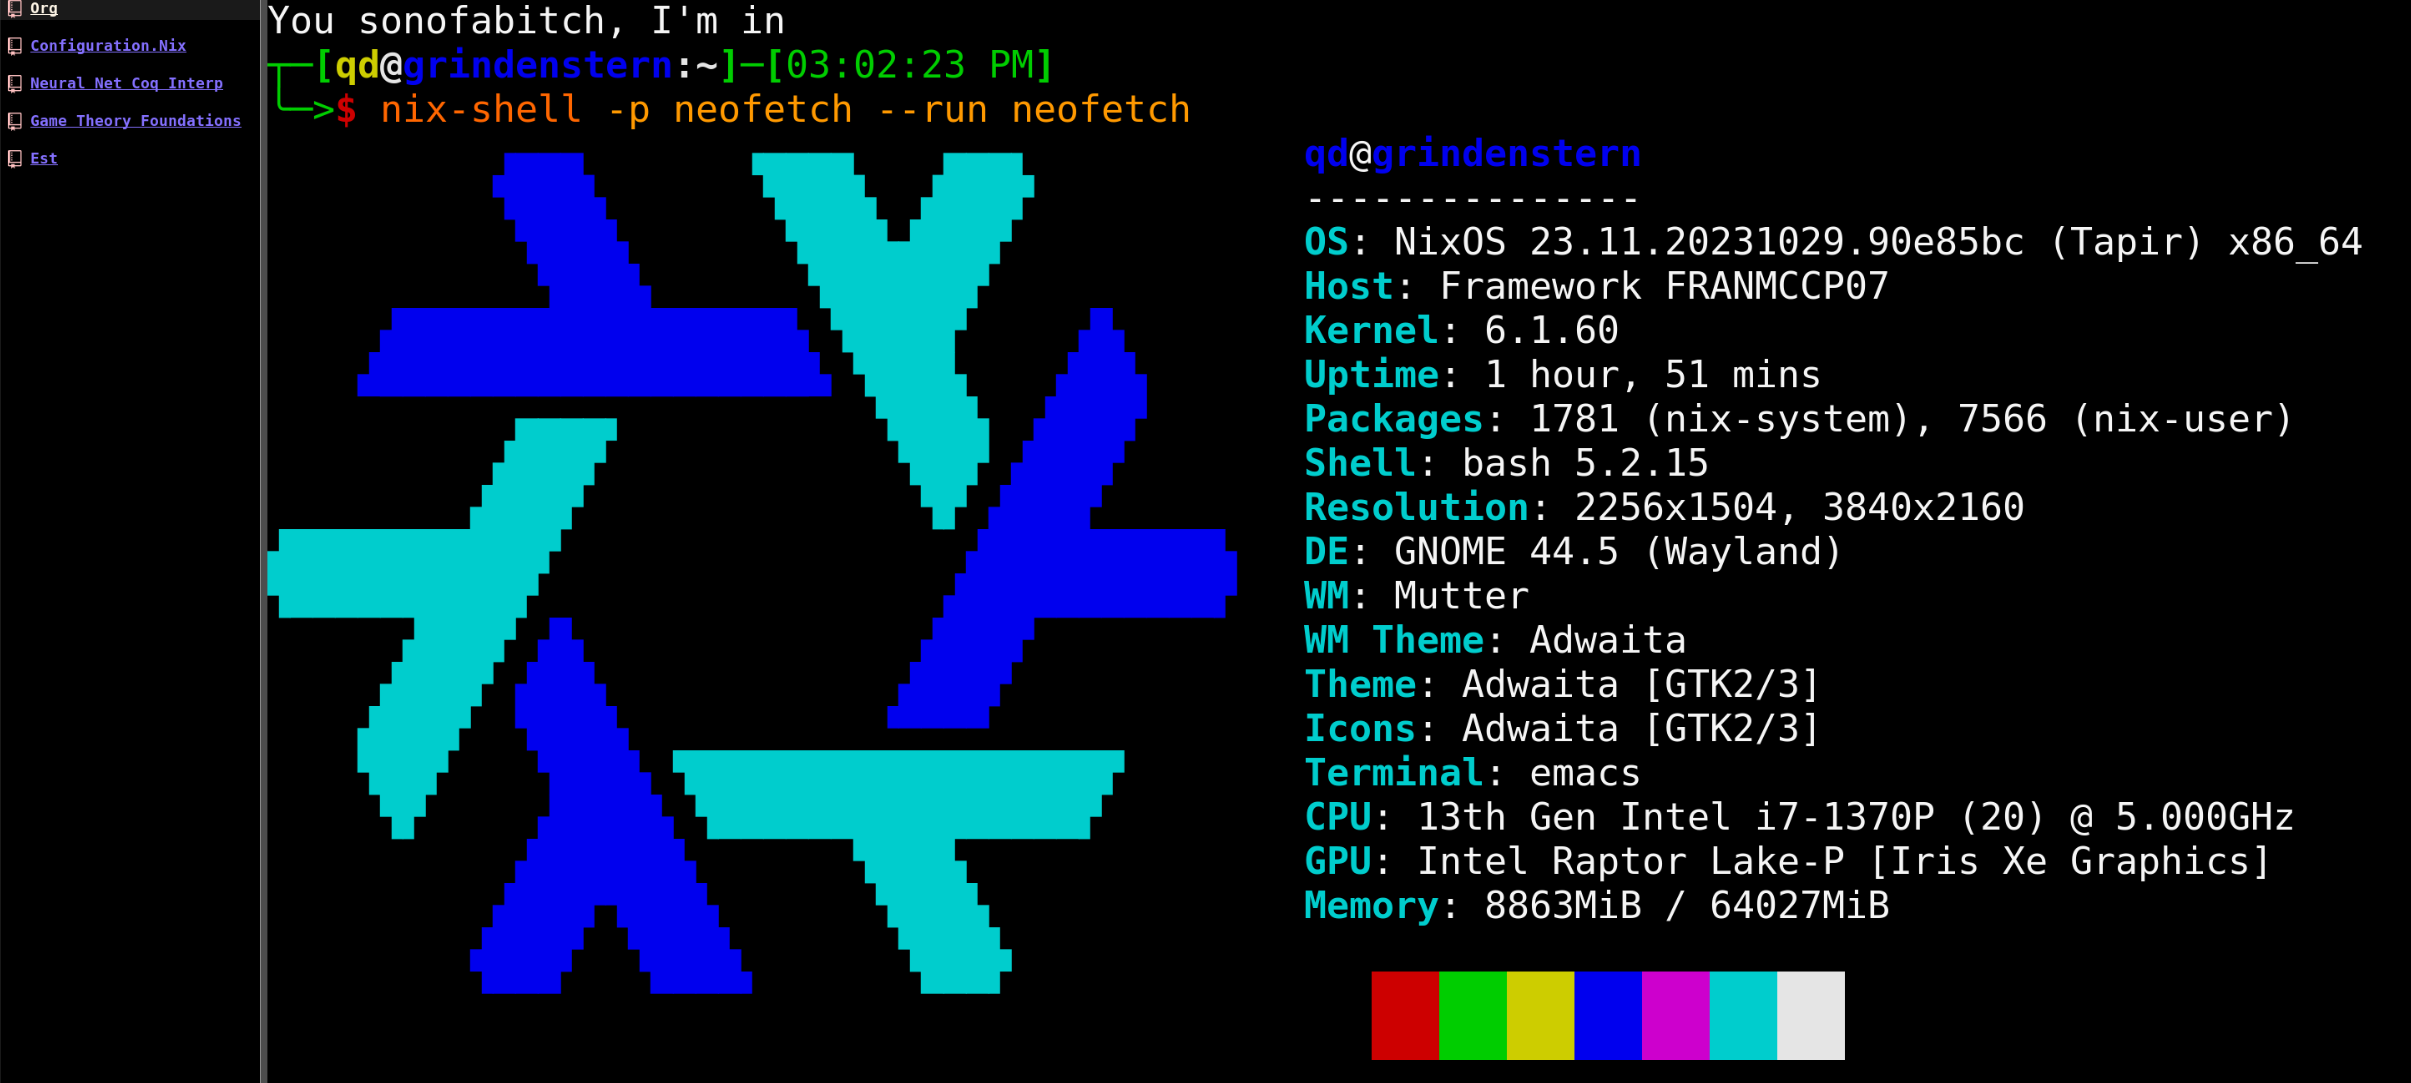 Org
Configuration.Nix
Neural Net Coq Interp
Game Theory Foundations
Est
You sonofabitch, I'm in
┬─[qd@grindenstern:~]─[03:02:23 PM]
╰─>$ nix-shell -p neofetch --run neofetch
qd@grindenstern
---------------
OS: NixOS 23.11.20231029.90e85bc (Tapir) x86_64
Host: Framework FRANMCCP07
Kernel: 6.1.60
Uptime: 1 hour, 51 mins
Packages: 1781 (nix-system), 7566 (nix-user)
Shell: bash 5.2.15
Resolution: 2256x1504, 3840x2160
DE: GNOME 44.5 (Wayland)
WM: Mutter
WM Theme: Adwaita
Theme: Adwaita [GTK2/3]
Icons: Adwaita [GTK2/3]
Terminal: emacs
CPU: 13th Gen Intel i7-1370P (20) @ 5.000GHz
GPU: Intel Raptor Lake-P [Iris Xe Graphics]
Memory: 8863MiB / 64027MiB